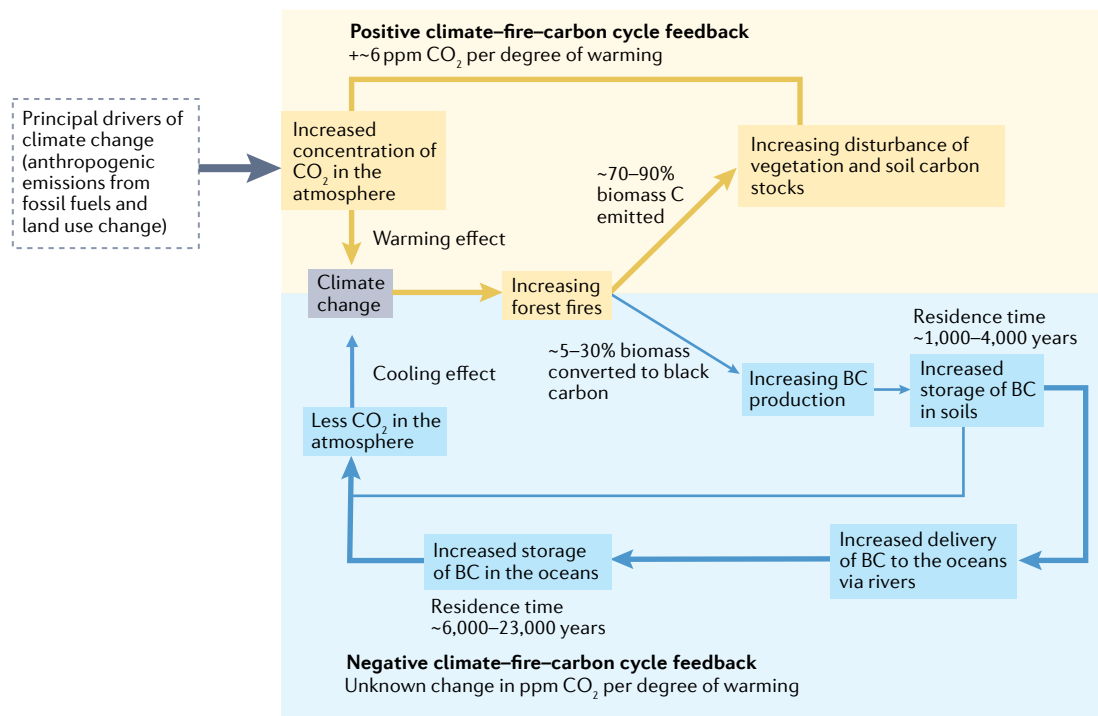 Positive climate–fire–carbon cycle feedback
+~6 ppm CO₂ per degree of warming
Principal drivers of
climate change
(anthropogenic
emissions from
fossil fuels and
land use change)
Increased
concentration of
CO₂ in the
atmosphere
Increasing disturbance of
vegetation and soil carbon
stocks
~70–90%
biomass C
emitted
Warming effect
Climate
change
Increasing
forest fires
Residence time
~1,000–4,000 years
~5–30% biomass
converted to black
carbon
Cooling effect
Increasing BC
production
Increased
storage of BC
in soils
Less CO₂ in the
atmosphere
Increased delivery
of BC to the oceans
via rivers
Increased storage
of BC in the oceans
Residence time
~6,000–23,000 years
Negative climate–fire–carbon cycle feedback
Unknown change in ppm CO₂ per degree of warming